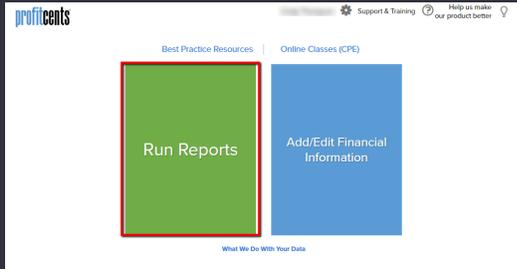 profitcents
Support & Training
Help us make
our product better
Best Practice Resources
Online Classes (CPE)
Run Reports
Add/Edit Financial
Information
What We Do With Your Data